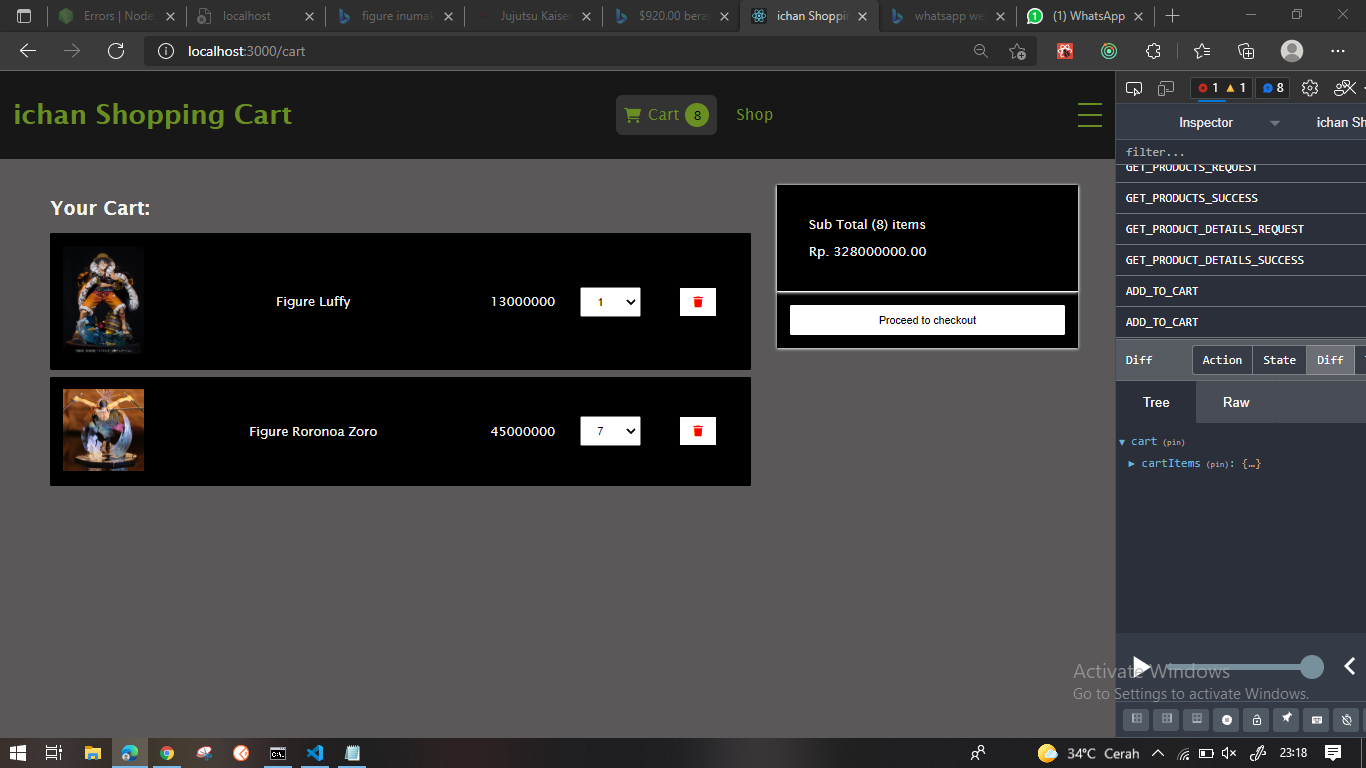 Errors | Node
localhost
figure inumak
Jujutsu Kaise
$920.00 bera
ichan Shoppin
whatsapp we
(1) WhatsApp
localhost:3000/cart
ichan Shopping Cart
Cart 8
Shop
1 1 8
Inspector
ichan Sh
filter...
GET_PRODUCTS_REQUEST
GET_PRODUCTS_SUCCESS
GET_PRODUCT_DETAILS_REQUEST
GET_PRODUCT_DETAILS_SUCCESS
ADD_TO_CART
ADD_TO_CART
Diff
Action
State
Diff
Tree
Raw
cart (pin)
cartItems (pin): {…}
Your Cart:
Figure Luffy
13000000
1
Figure Roronoa Zoro
45000000
7
Sub Total (8) items
Rp. 328000000.00
Proceed to checkout
Activate Windows
Go to Settings to activate Windows.
34°C Cerah
23:18